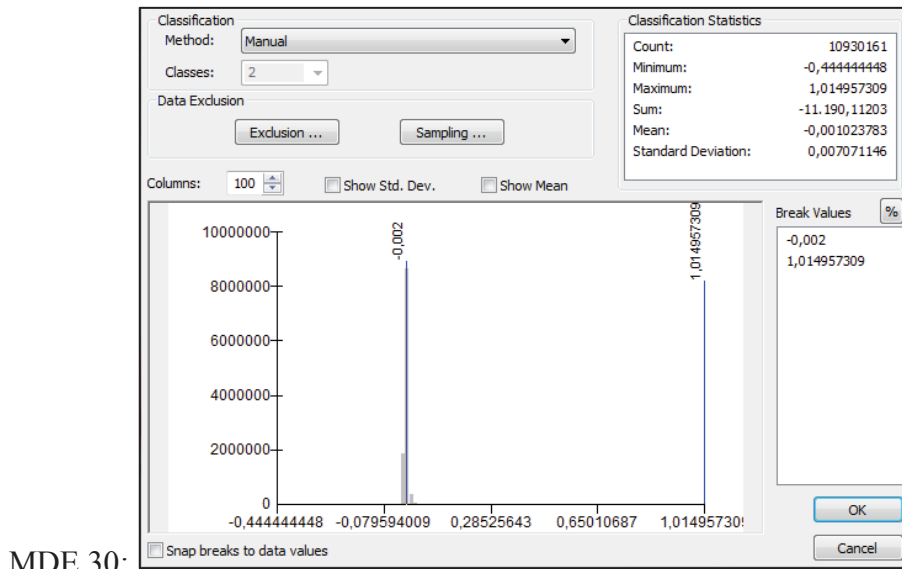 Classification
Method: Manual
Classes: 2
Data Exclusion
Exclusion ... Sampling ...
Classification Statistics
Count: 10930161
Minimum: -0,444444448
Maximum: 1,014957309
Sum: -11.190,11203
Mean: -0,001023783
Standard Deviation: 0,007071146
Columns: 100 Show Std. Dev. Show Mean
Break Values %
-0,002
1,014957309
-0,002
1,014957309
10000000
8000000
6000000
4000000
2000000
0
-0,444444448 -0,079594009 0,28525643 0,65010687 1,014957309
OK
Cancel
MDE 30: Snap breaks to data values